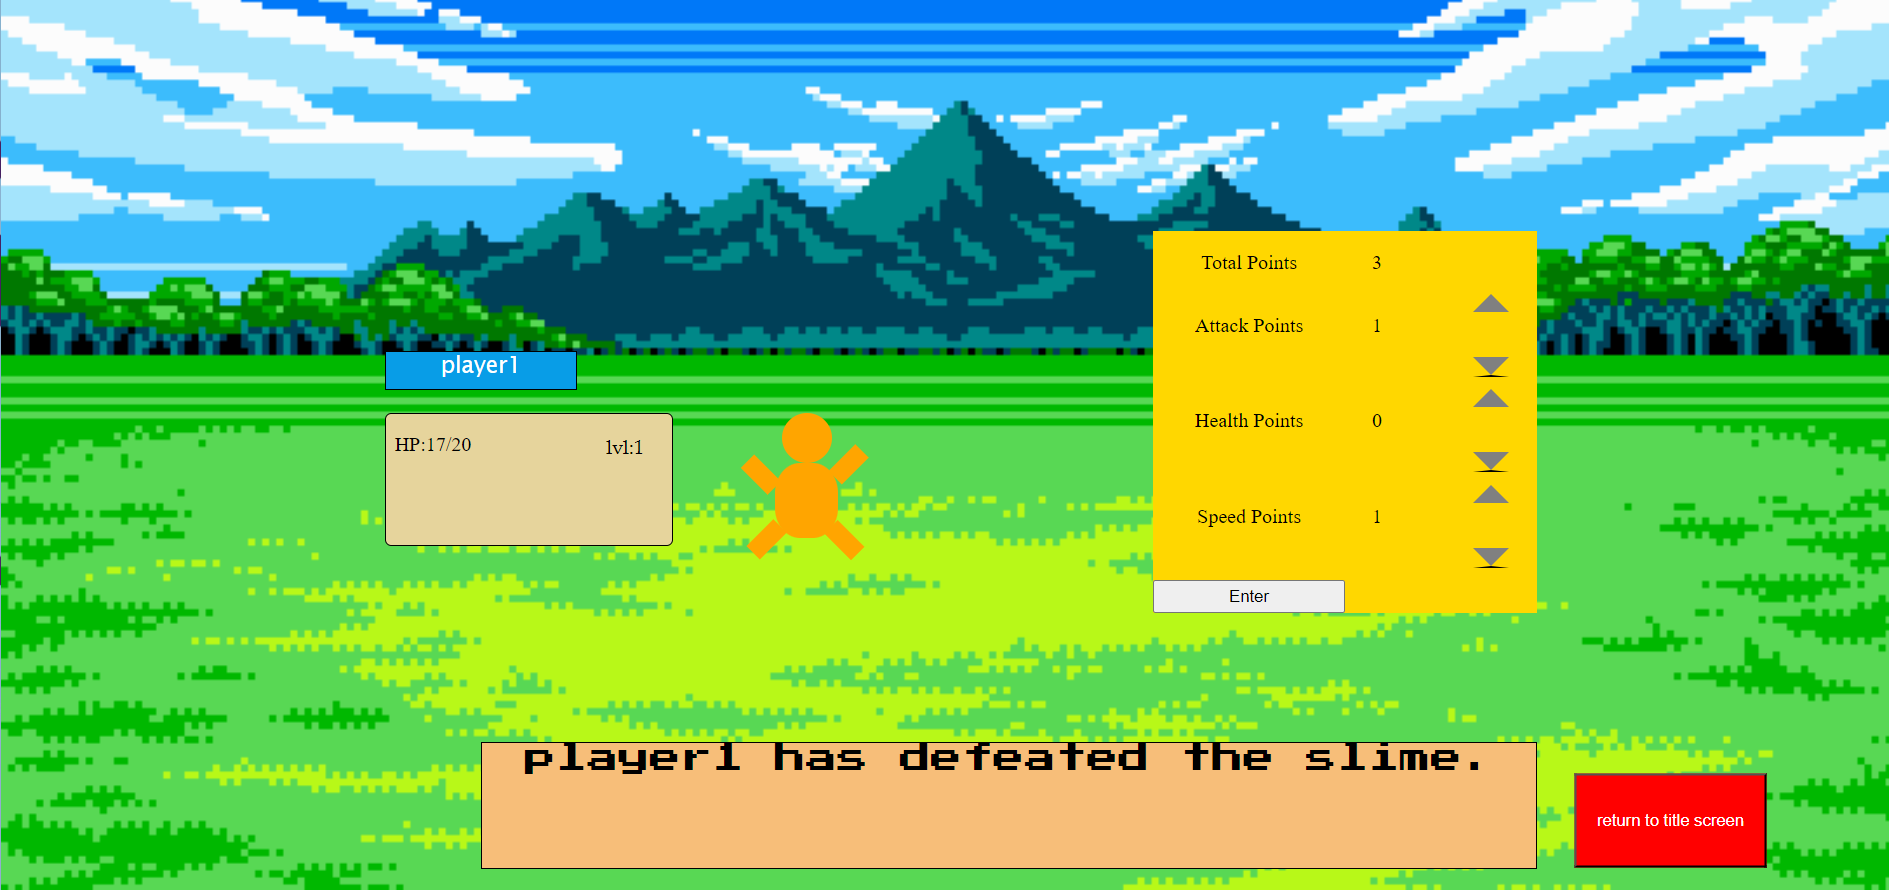 Total Points 3
Attack Points 1
player1
Health Points 0
HP:17/20 lvl:1
Speed Points 1
Enter
player1 has defeated the slime.
return to title screen